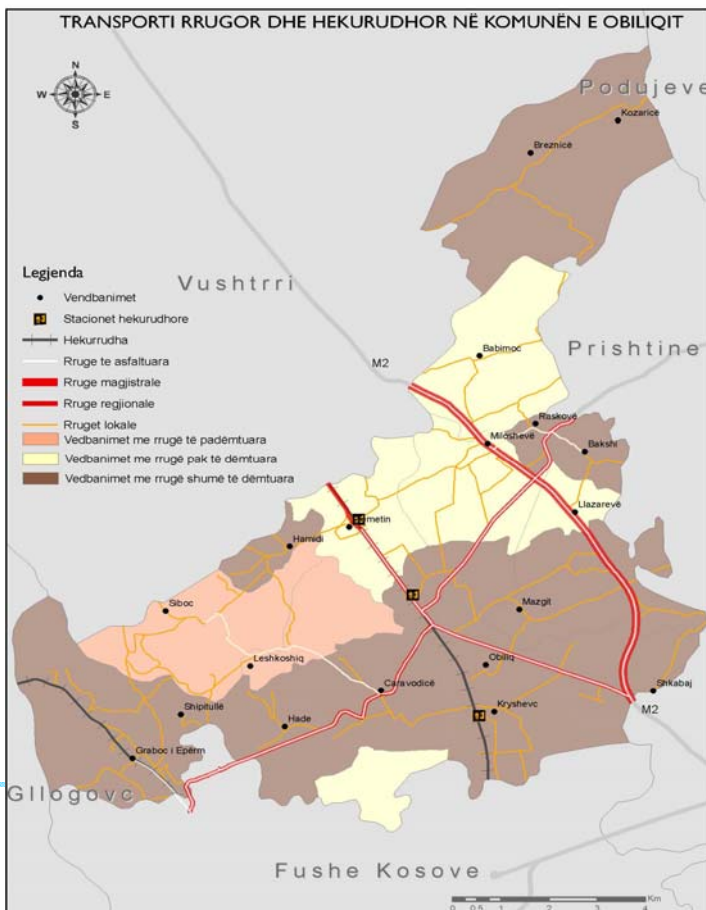 TRANSPORTI RRUGOR DHE HEKURUDHOR NË KOMUNËN E OBILIQIT
N
W E
S
Podujeve
Kozaricë
Breznicë
Vushtrri
Legjenda
Vendbanimet
Stacionet hekurudhore
Hekurrudha
Rruge te asfaltuara
Rruge magjistrale
Rruge regjionale
Rruget lokale
Vedbanimet me rrugë të padëmtuara
Vedbanimet me rrugë pak të dëmtuara
Vedbanimet me rrugë shumë të dëmtuara
Babimoc
Prishtine
M2
Raskovë
Miloshevë
Bakshi
Llazarevë
metin
Hamidi
Siboc
Mazgit
Leshkoshiq
Obiliq
Caravodicë
Shkabaj
Shipitullë
Hade
Kryshevc
M2
Graboc i Epërm
Gllogovc
Fushe Kosove
Km
0 0.5 1 2 3 4